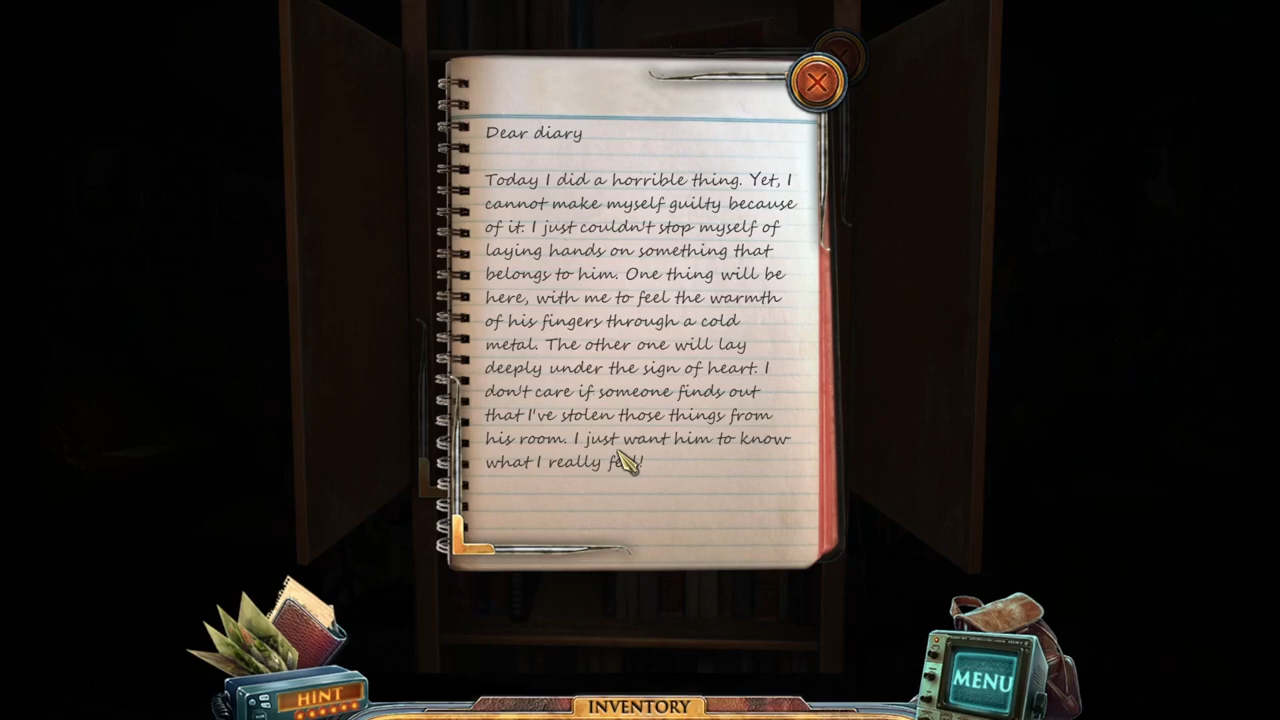 Dear diary
Today I did a horrible thing. Yet, I
cannot make myself guilty because
of it. I just couldn't stop myself of
laying hands on something that
belongs to him. One thing will be
here, with me to feel the warmth
of his fingers through a cold
metal. The other one will lay
deeply under the sign of heart. I
don't care if someone finds out
that I've stolen those things from
his room. I just want him to know
what I really
HINT
INVENTORY
MENU